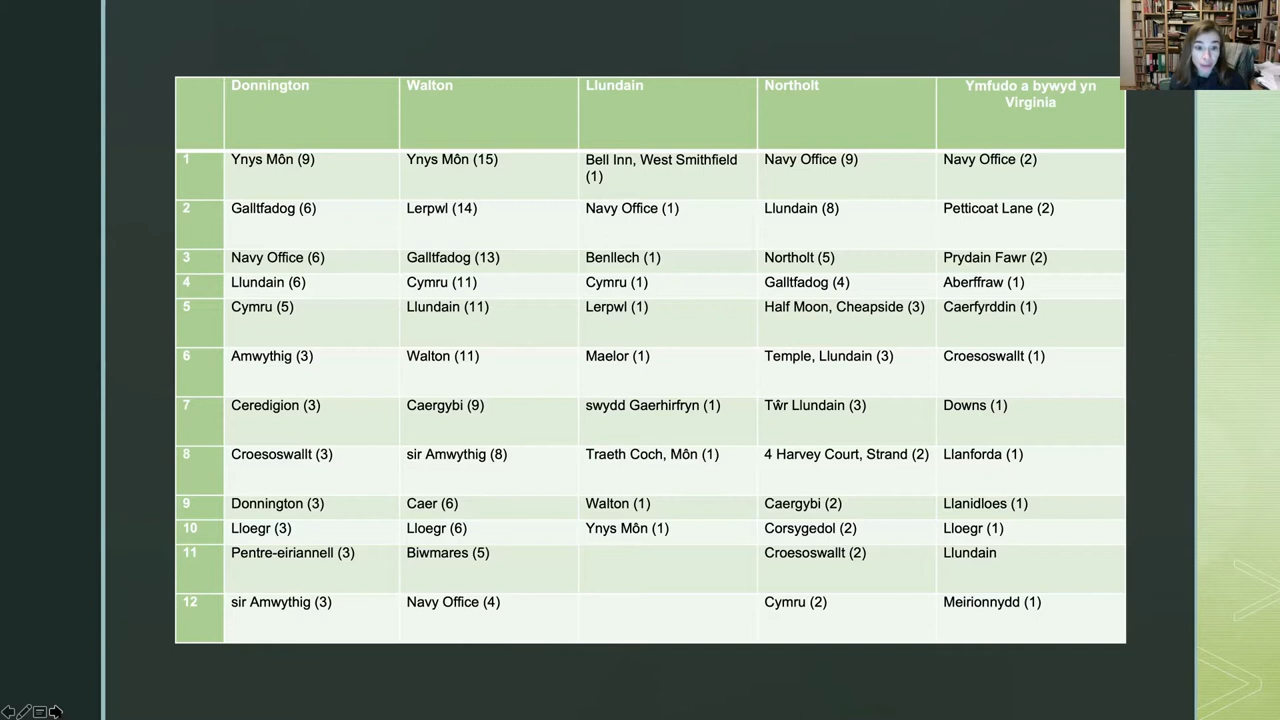 Donnington Walton Llundain Northolt Ymfudo a bywyd yn
Virginia
1 Ynys Môn (9) Ynys Môn (15) Bell Inn, West Smithfield Navy Office (9) Navy Office (2)
(1)
2 Galltfadog (6) Lerpwl (14) Navy Office (1) Llundain (8) Petticoat Lane (2)
3 Navy Office (6) Galltfadog (13) Benllech (1) Northolt (5) Prydain Fawr (2)
4 Llundain (6) Cymru (11) Cymru (1) Galltfadog (4) Aberffraw (1)
5 Cymru (5) Llundain (11) Lerpwl (1) Half Moon, Cheapside (3) Caerfyrddin (1)
6 Amwythig (3) Walton (11) Maelor (1) Temple, Llundain (3) Croesoswallt (1)
7 Ceredigion (3) Caergybi (9) swydd Gaerhirfryn (1) Tŵr Llundain (3) Downs (1)
8 Croesoswallt (3) sir Amwythig (8) Traeth Coch, Môn (1) 4 Harvey Court, Strand (2) Llanforda (1)
9 Donnington (3) Caer (6) Walton (1) Caergybi (2) Llanidloes (1)
10 Lloegr (3) Lloegr (6) Ynys Môn (1) Corsygedol (2) Lloegr (1)
11 Pentre-eiriannell (3) Biwmares (5) Croesoswallt (2) Llundain
12 sir Amwythig (3) Navy Office (4) Cymru (2) Meirionnydd (1)